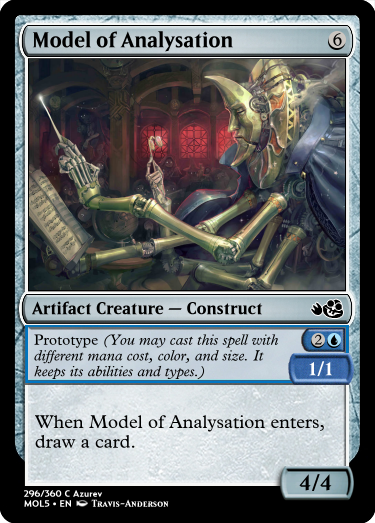 Model of Analysation 6
Artifact Creature — Construct
Prototype (You may cast this spell with 2
different mana cost, color, and size. It
keeps its abilities and types.) 1/1
When Model of Analysation enters,
draw a card.
4/4
296/360 C Azurev
MOL5 • EN Travis-Anderson